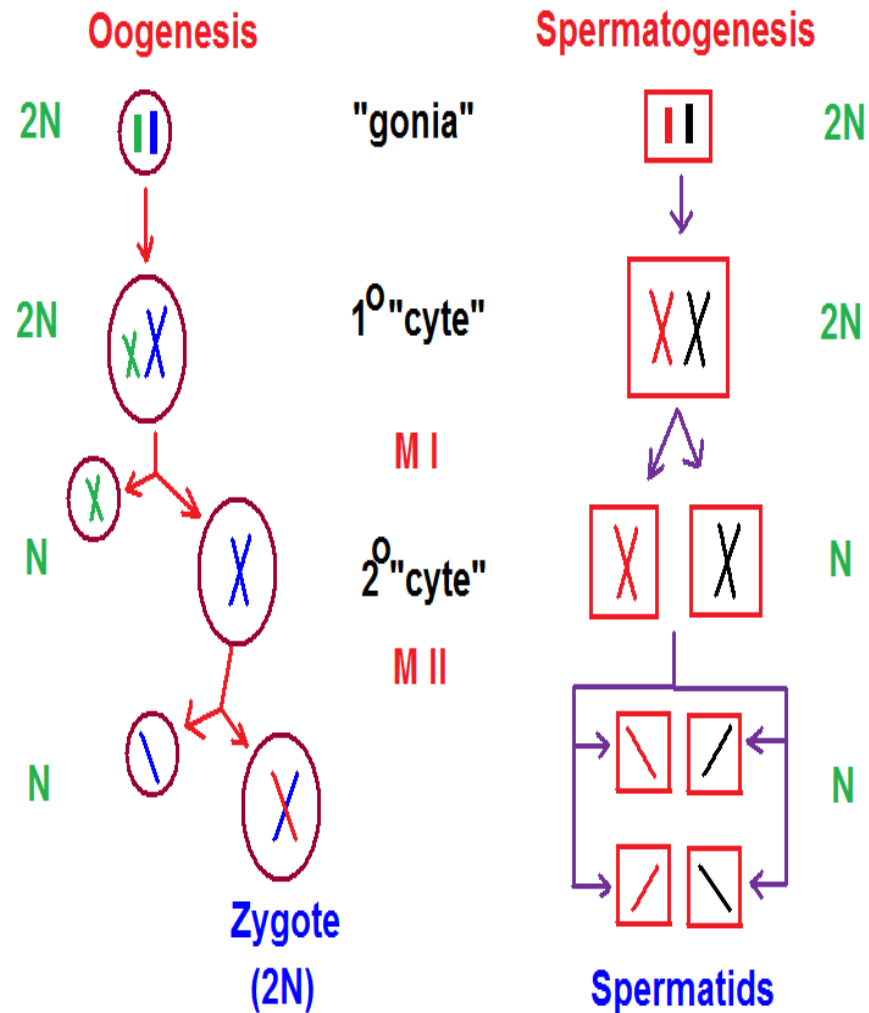 Oogenesis
Spermatogenesis
2N
"gonia"
2N
2N
1º "cyte"
2N
M I
N
2º "cyte"
N
M II
N
N
Zygote
(2N)
Spermatids